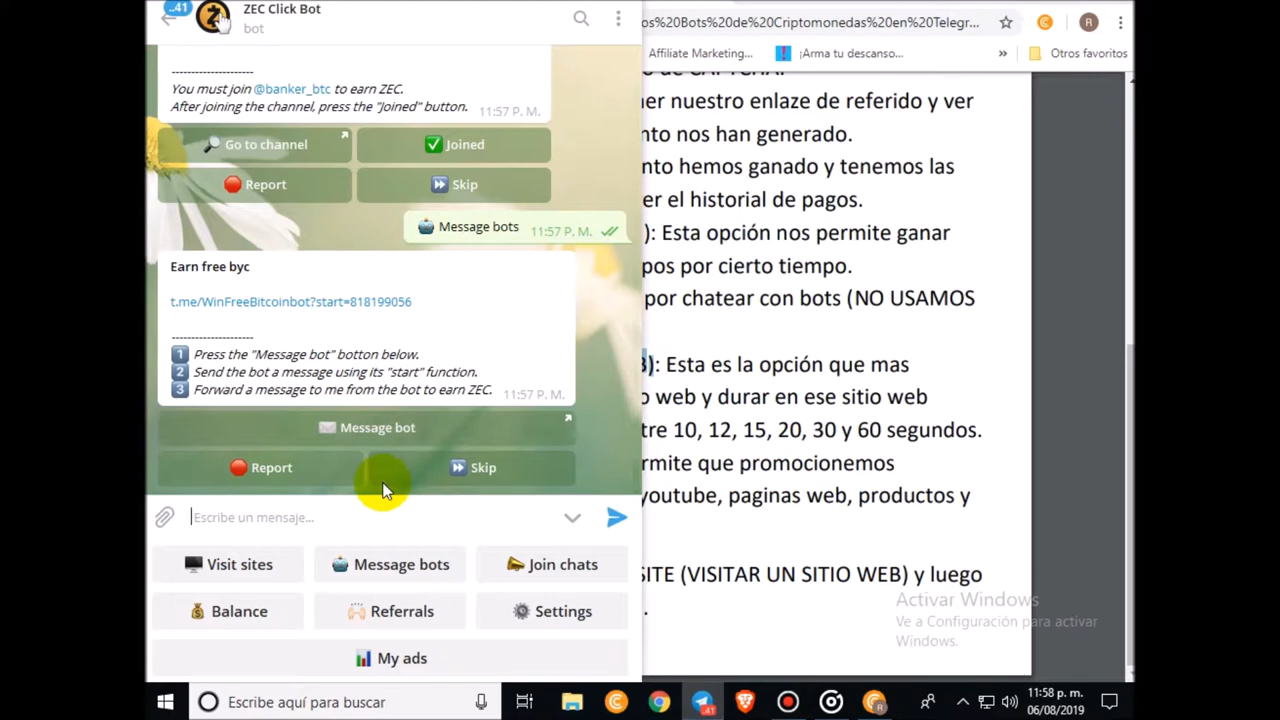 ..41
ZEC Click Bot
bot
--------------------
You must join @banker_btc to earn ZEC.
After joining the channel, press the "Joined" button.
11:57 P. M.
Go to channel
Joined
Report
Skip
Message bots
11:57 P. M.
Earn free byc
t.me/WinFreeBitcoinbot?start=818199056
--------------------
1 Press the "Message bot" botton below.
2 Send the bot a message using its "start" function.
3 Forward a message to me from the bot to earn ZEC.
11:57 P. M.
Message bot
Report
Skip
Escribe un mensaje...
Visit sites
Message bots
Join chats
Balance
Referrals
Settings
My ads
os%20Bots%20de%20Criptomonedas%20en%20Telegr...
R
Affiliate Marketing...
¡Arma tu descanso...
»
Otros favoritos
o de CAPTCHA.
er nuestro enlace de referido y ver
nto nos han generado.
nto hemos ganado y tenemos las
er el historial de pagos.
): Esta opción nos permite ganar
pos por cierto tiempo.
por chatear con bots (NO USAMOS
): Esta es la opción que mas
o web y durar en ese sitio web
tre 10, 12, 15, 20, 30 y 60 segundos.
rmite que promocionemos
youtube, paginas web, productos y
SITE (VISITAR UN SITIO WEB) y luego
.
Activar Windows
Ve a Configuración para activar
Windows.
Escribe aquí para buscar
41
R
11:58 p. m.
06/08/2019